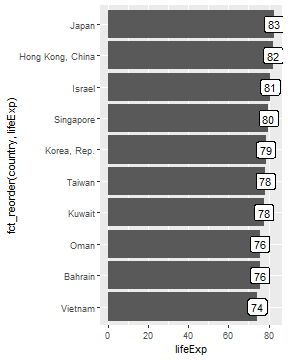 fct_reorder(country, lifeExp)
Japan 83
Hong Kong, China 82
Israel 81
Singapore 80
Korea, Rep. 79
Taiwan 78
Kuwait 78
Oman 76
Bahrain 76
Vietnam 74
0 20 40 60 80
lifeExp